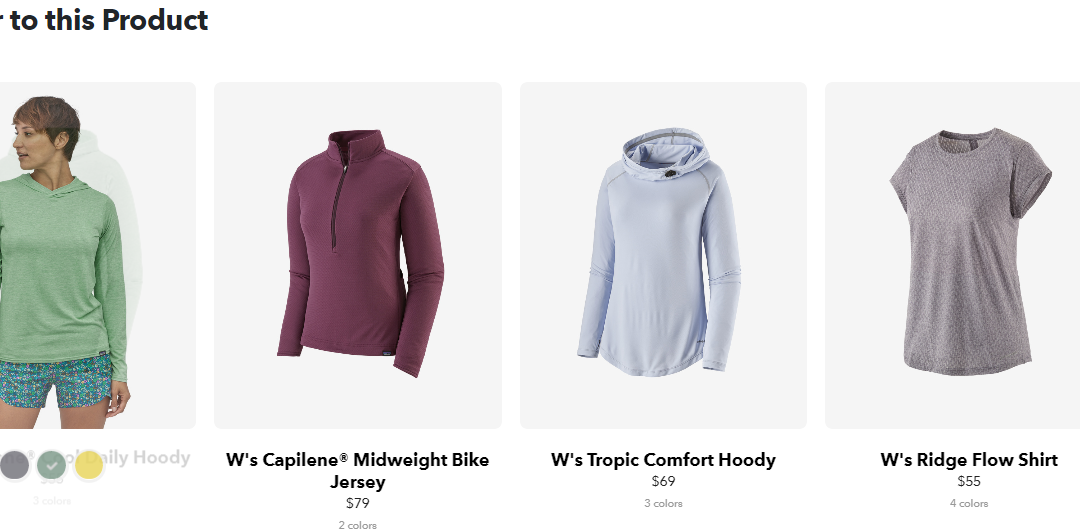 to this Product
Daily Hoody
3 colors
W's Capilene® Midweight Bike
Jersey
$79
2 colors
W's Tropic Comfort Hoody
$69
3 colors
W's Ridge Flow Shirt
$55
4 colors